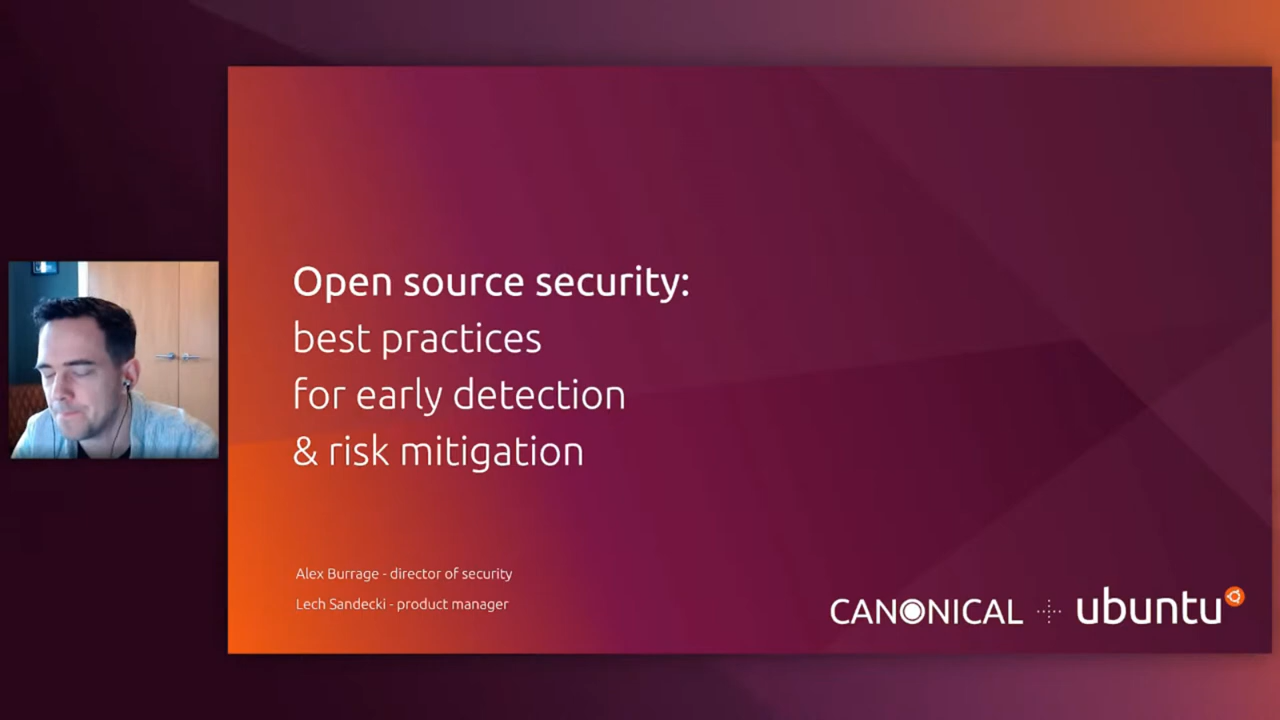 Open source security:
best practices
for early detection
& risk mitigation
Alex Burrage - director of security
Lech Sandecki - product manager
CANONICAL ubuntu